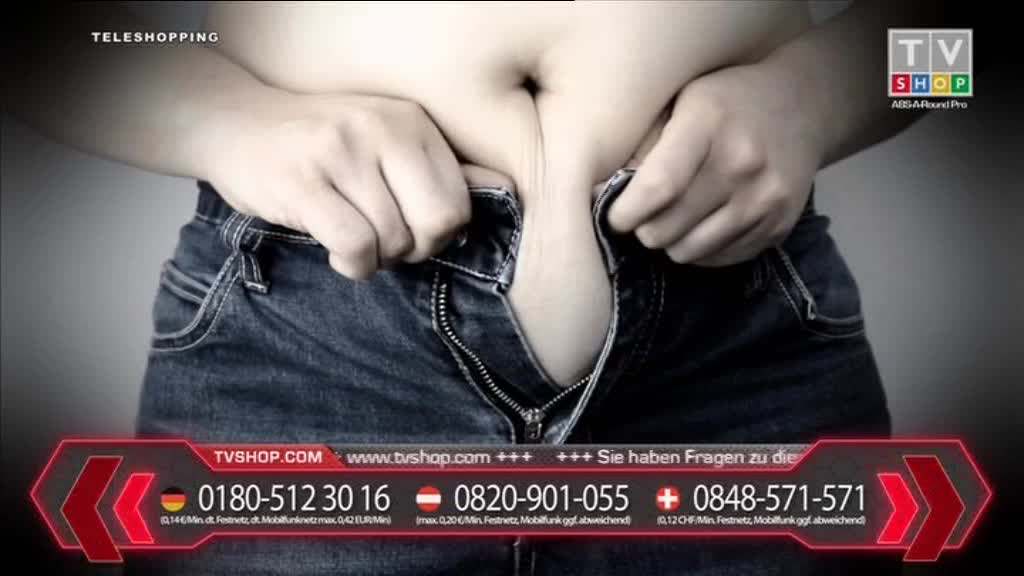 TELESHOPPING
TV
SHOP
ABS-A-Round Pro
TVSHOP.COM
: www.tvshop.com +++ +++ Sie haben Fragen zu die
0180-512 30 16
(0,14 €/Min. dt. Festnetz, dt. Mobilfunknetz max. 0,42 EUR/Min)
0820-901-055
(max. 0,20 €/Min. Festnetz, Mobilfunk ggf. abweichend)
0848-571-571
(0,12 CHF/Min. Festnetz, Mobilfunk ggf. abweichend)